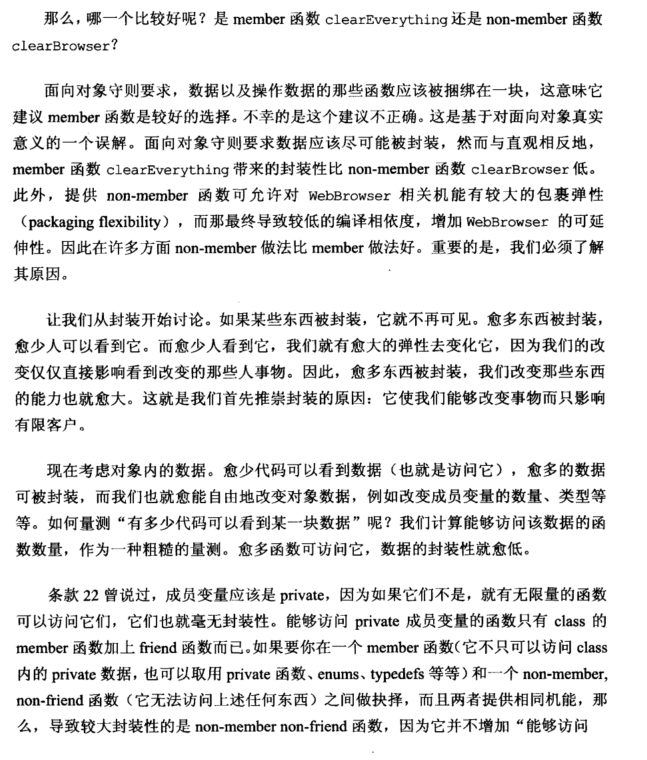 那么，哪一个比较好呢？是 member 函数 clearEverything 还是 non-member 函数
clearBrowser？
面向对象守则要求，数据以及操作数据的那些函数应该被捆绑在一块，这意味它
建议 member 函数是较好的选择。不幸的是这个建议不正确。这是基于对面向对象真实
意义的一个误解。面向对象守则要求数据应该尽可能被封装，然而与直观相反地，
member 函数 clearEverything 带来的封装性比 non-member 函数 clearBrowser 低。
此外，提供 non-member 函数可允许对 WebBrowser 相关机能有较大的包裹弹性
（packaging flexibility），而那最终导致较低的编译相依度，增加 WebBrowser 的可延
伸性。因此在许多方面 non-member 做法比 member 做法好。重要的是，我们必须了解
其原因。
让我们从封装开始讨论。如果某些东西被封装，它就不再可见。愈多东西被封装，
愈少人可以看到它。而愈少人看到它，我们就有愈大的弹性去变化它，因为我们的改
变仅仅直接影响看到改变的那些人事物。因此，愈多东西被封装，我们改变那些东西
的能力也就愈大。这就是我们首先推崇封装的原因：它使我们能够改变事物而只影响
有限客户。
现在考虑对象内的数据。愈少代码可以看到数据（也就是访问它），愈多的数据
可被封装，而我们也就愈能自由地改变对象数据，例如改变成员变量的数量、类型等
等。如何量测“有多少代码可以看到某一块数据”呢？我们计算能够访问该数据的函
数数量，作为一种粗糙的量测。愈多函数可访问它，数据的封装性就愈低。
条款 22 曾说过，成员变量应该是 private，因为如果它们不是，就有无限量的函数
可以访问它们，它们也就毫无封装性。能够访问 private 成员变量的函数只有 class 的
member 函数加上 friend 函数而已。如果要你在一个 member 函数（它不只可以访问 class
内的 private 数据，也可以取用 private 函数、enums、typedefs 等等）和一个 non-member,
non-friend 函数（它无法访问上述任何东西）之间做抉择，而且两者提供相同机能，那
么，导致较大封装性的是 non-member non-friend 函数，因为它并不增加“能够访问